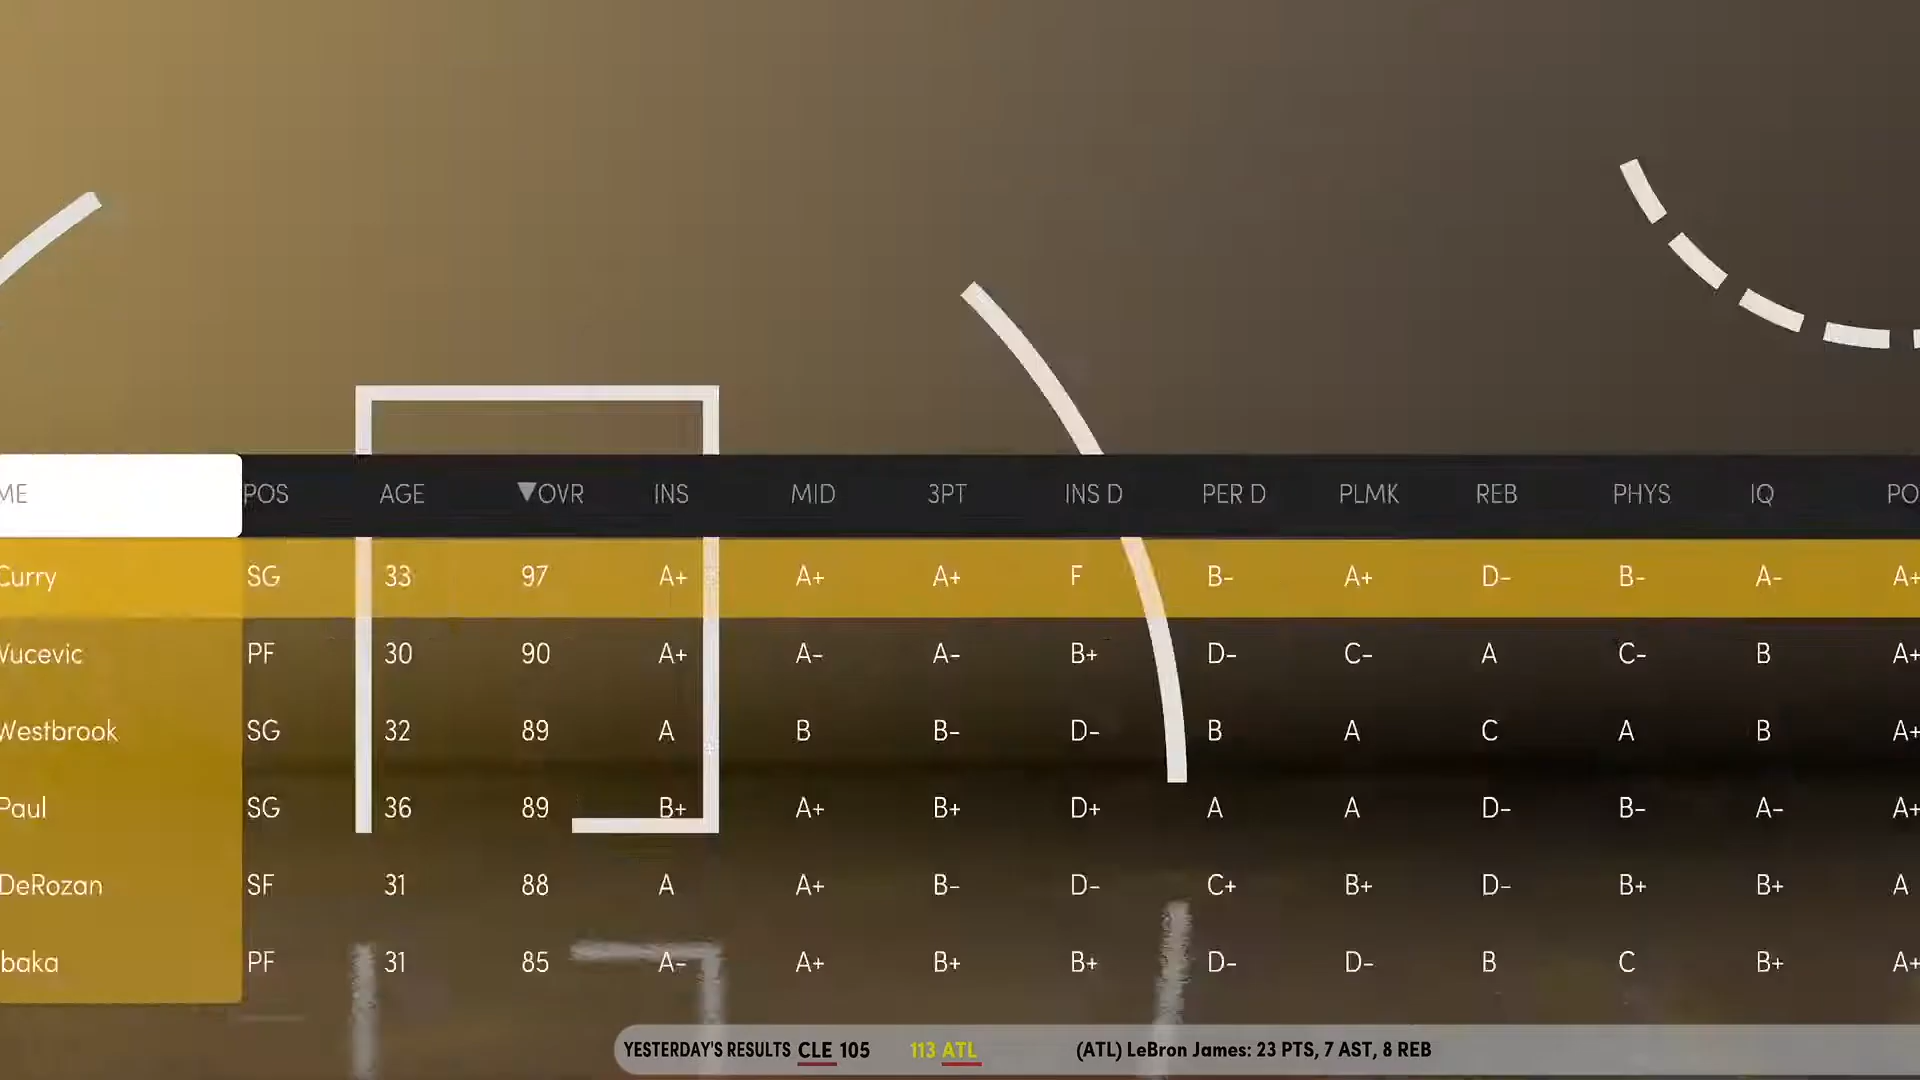 ME POS AGE ▼OVR INS MID 3PT INS D PER D PLMK REB PHYS IQ PO
Curry SG 33 97 A+ A+ A+ F B- A+ D- B- A- A+
Vucevic PF 30 90 A+ A- A- B+ D- C- A C- B A+
Westbrook SG 32 89 A B B- D- B A C A B A+
Paul SG 36 89 B+ A+ B+ D+ A A D- B- A- A+
DeRozan SF 31 88 A A+ B- D- C+ B+ D- B+ B+ A
baka PF 31 85 A- A+ B+ B+ D- D- B C B+ A+
YESTERDAY'S RESULTS CLE 105 113 ATL (ATL) LeBron James: 23 PTS, 7 AST, 8 REB